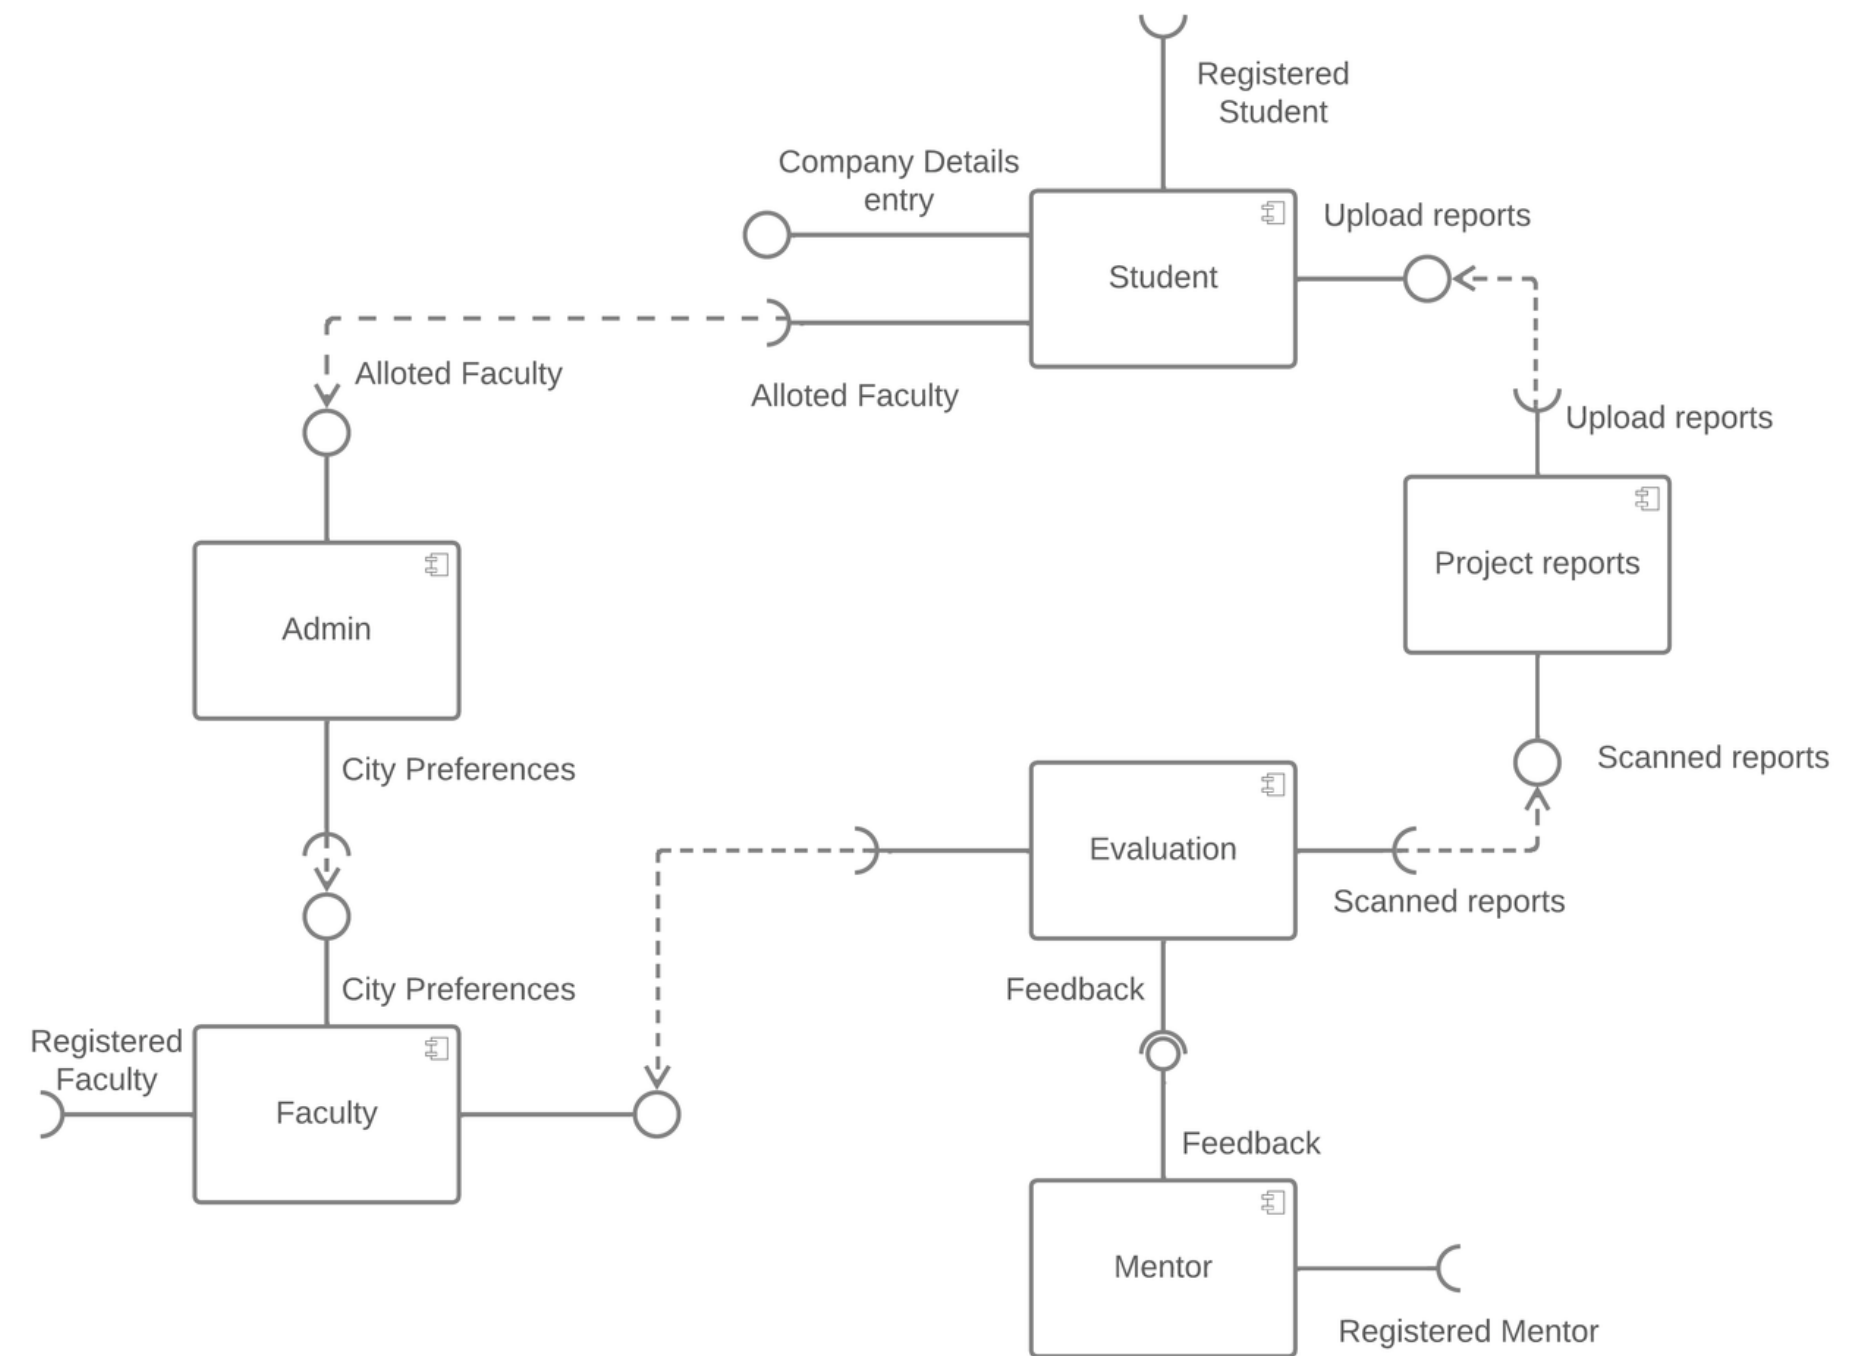 Registered
Student
Company Details
entry
Upload reports
Student
Alloted Faculty
Alloted Faculty
Upload reports
Project reports
Admin
City Preferences
Scanned reports
Evaluation
Scanned reports
City Preferences
Feedback
Registered
Faculty
Faculty
Feedback
Mentor
Registered Mentor